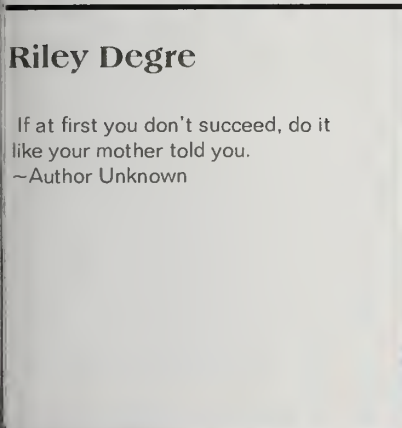 Riley Degre
If at first you don't succeed, do it
like your mother told you.
~Author Unknown